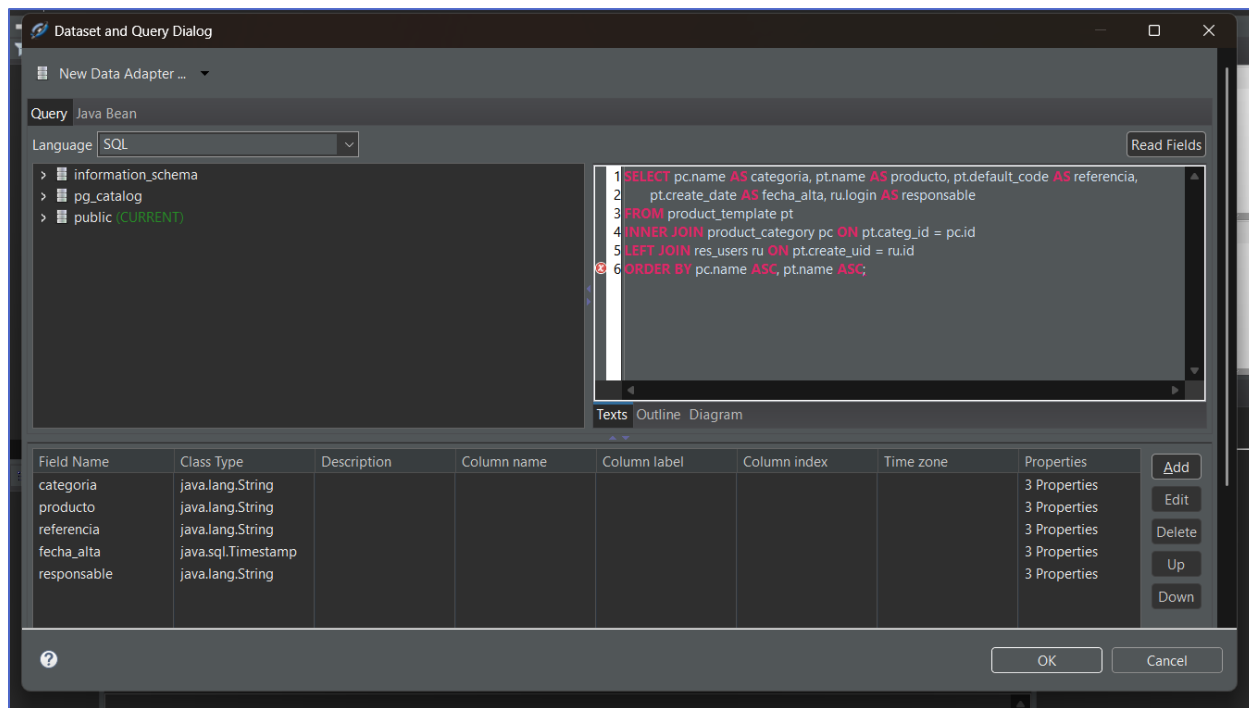 Dataset and Query Dialog
New Data Adapter ...
Query Java Bean
Language SQL Read Fields
information_schema
pg_catalog
public (CURRENT)
1 SELECT pc.name AS categoria, pt.name AS producto, pt.default_code AS referencia,
2 pt.create_date AS fecha_alta, ru.login AS responsable
3 FROM product_template pt
4 INNER JOIN product_category pc ON pt.categ_id = pc.id
5 LEFT JOIN res_users ru ON pt.create_uid = ru.id
6 ORDER BY pc.name ASC, pt.name ASC;
Texts Outline Diagram
Field Name Class Type Description Column name Column label Column index Time zone Properties
categoria java.lang.String 3 Properties
producto java.lang.String 3 Properties
referencia java.lang.String 3 Properties
fecha_alta java.sql.Timestamp 3 Properties
responsable java.lang.String 3 Properties
Add
Edit
Delete
Up
Down
OK Cancel